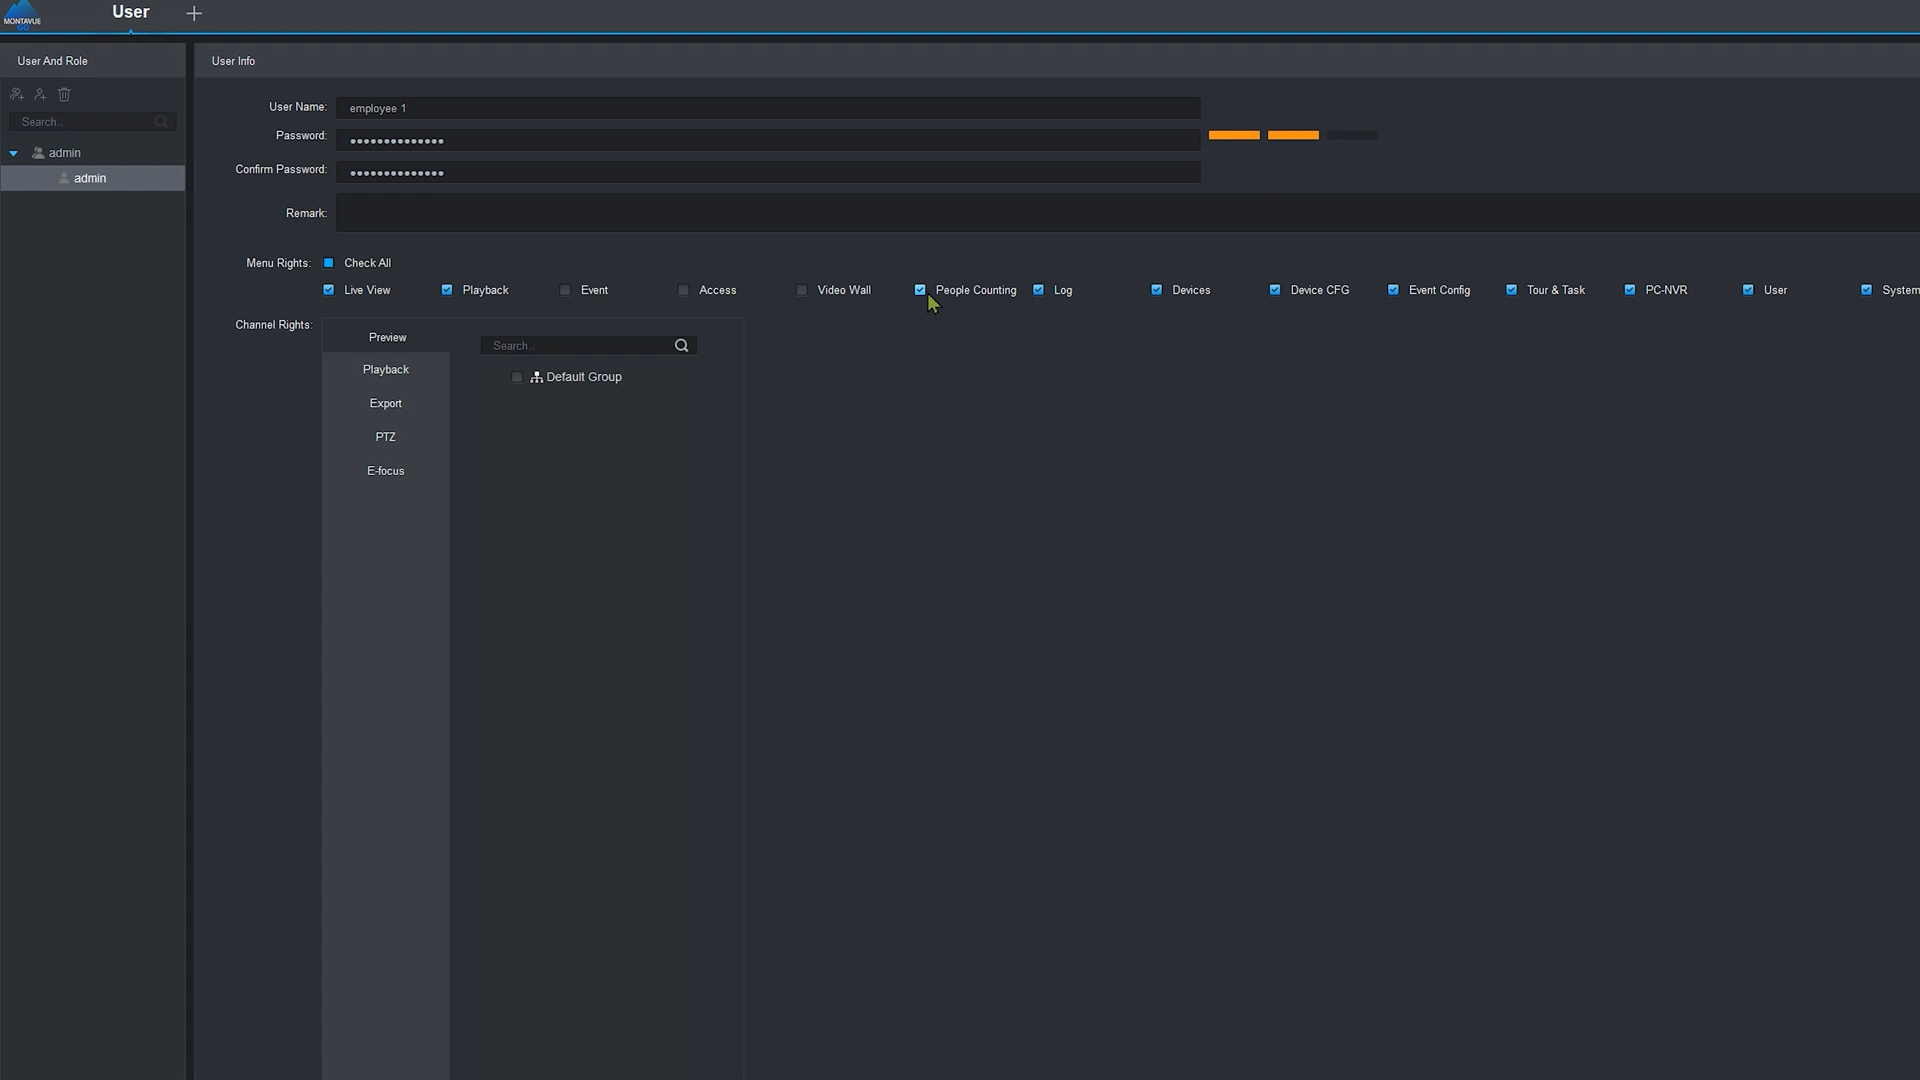 MONTAVUE
GO
User
User And Role
User Info
Search..
admin
admin
User Name: employee 1
Password: ••••••••••••••
Confirm Password: ••••••••••••••
Remark:
Menu Rights: Check All
Live View Playback Event Access Video Wall People Counting Log Devices Device CFG Event Config Tour & Task PC-NVR User System
Channel Rights:
Preview
Playback
Export
PTZ
E-focus
Search..
Default Group